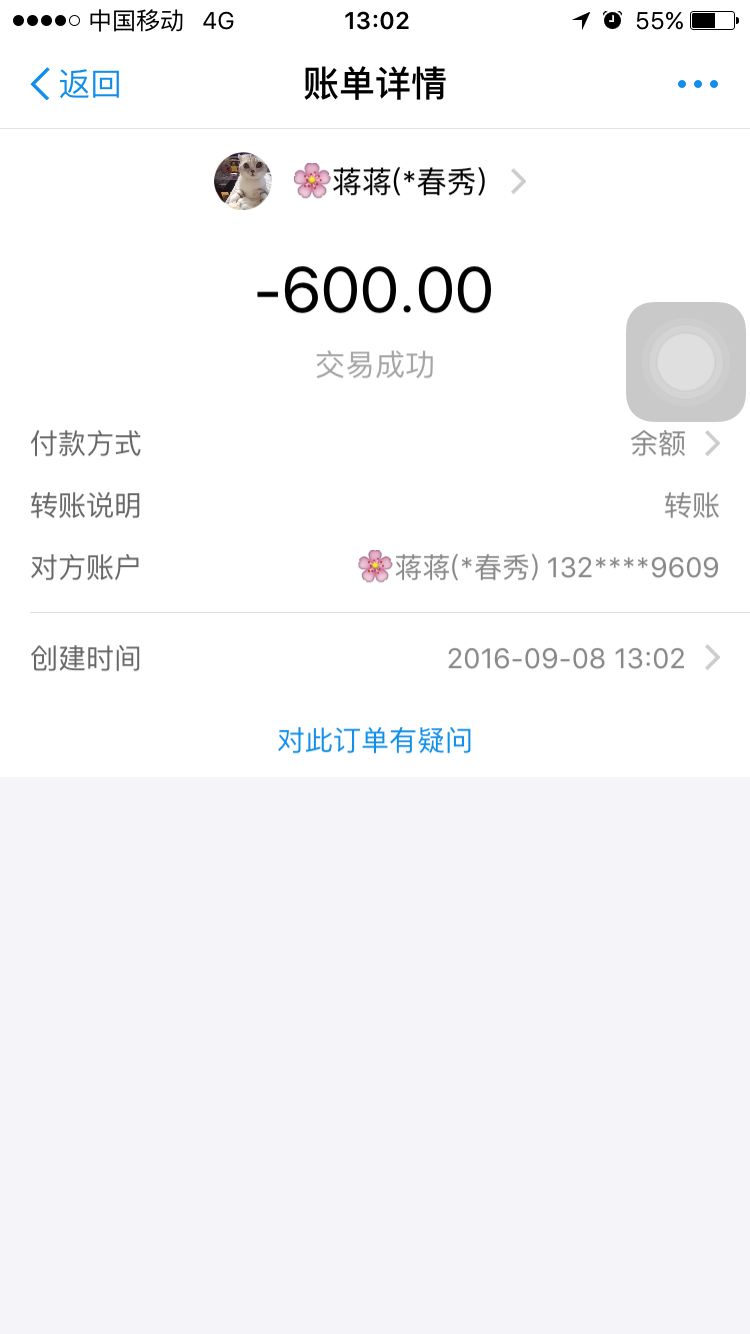 中国移动 4G 13:02 55%
返回 账单详情
🌸蒋蒋(*春秀)
-600.00
交易成功
付款方式 余额
转账说明 转账
对方账户 🌸蒋蒋(*春秀) 132****9609
创建时间 2016-09-08 13:02
对此订单有疑问